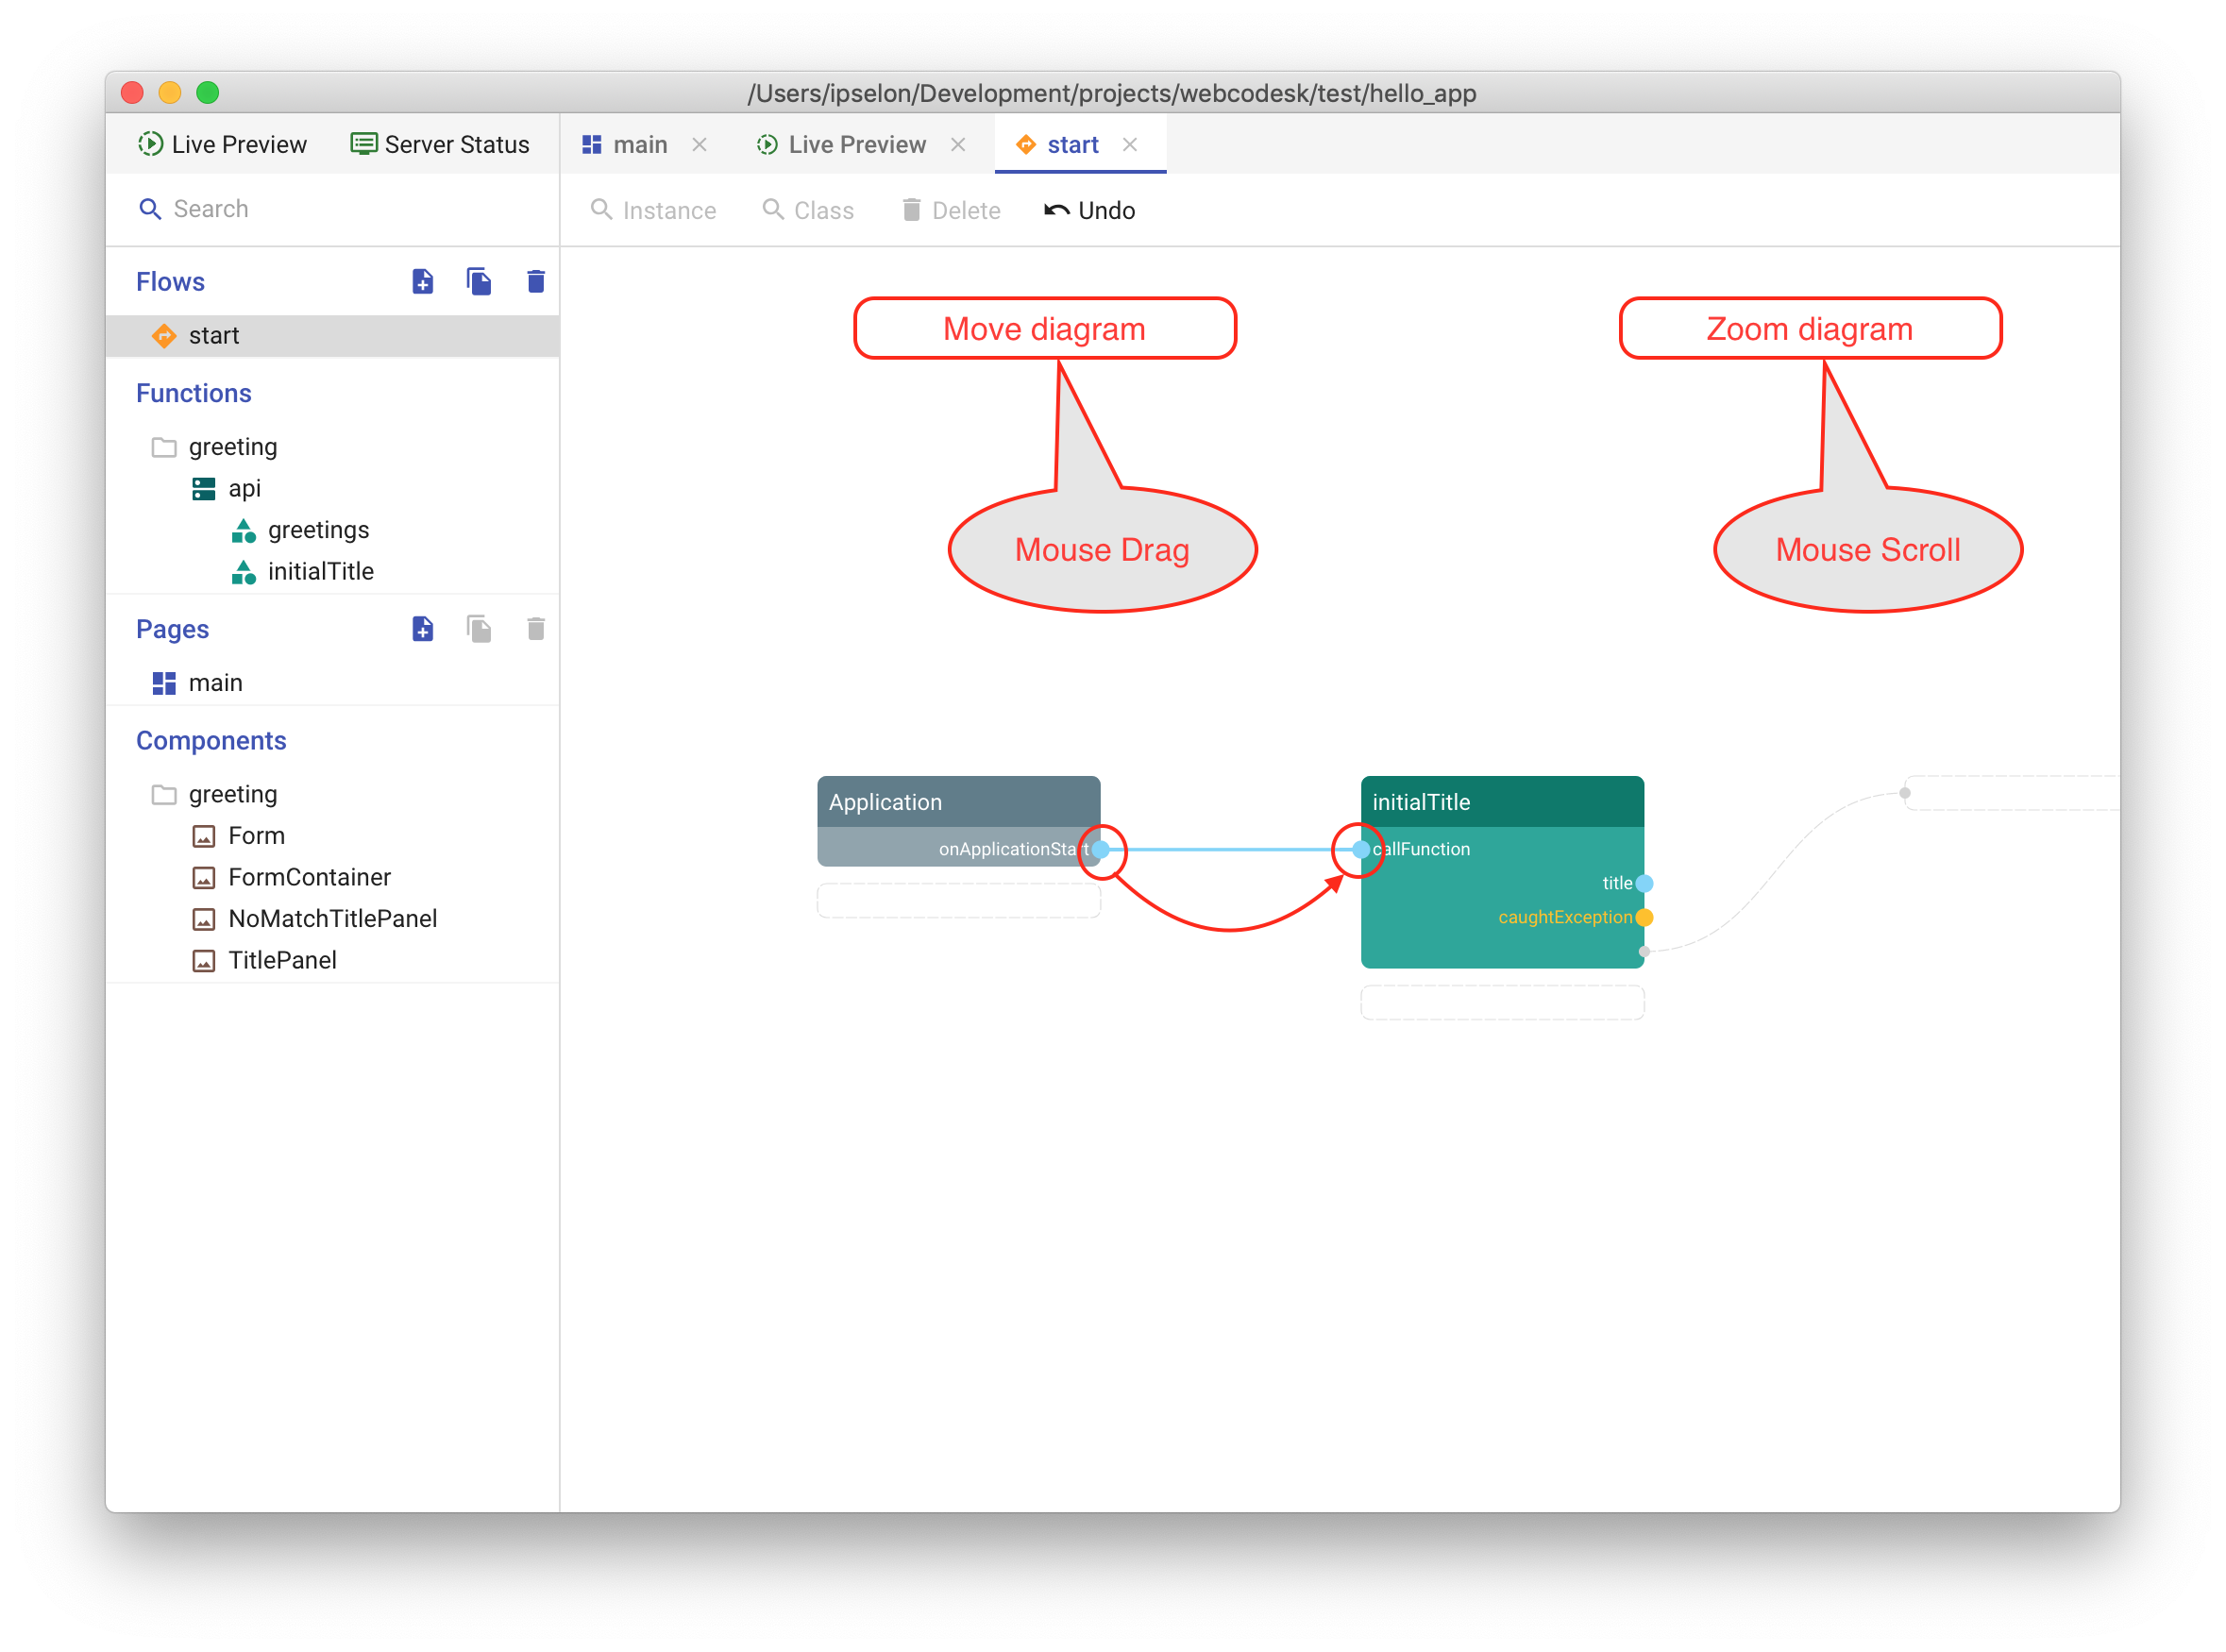 /Users/ipselon/Development/projects/webcodesk/test/hello_app
Live Preview
Server Status
main
Live Preview
start
Search
Instance
Class
Delete
Undo
Flows
start
Functions
greeting
api
greetings
initialTitle
Pages
main
Components
greeting
Form
FormContainer
NoMatchTitlePanel
TitlePanel
Move diagram
Zoom diagram
Mouse Drag
Mouse Scroll
Application
onApplicationStart
initialTitle
callFunction
title
caughtException